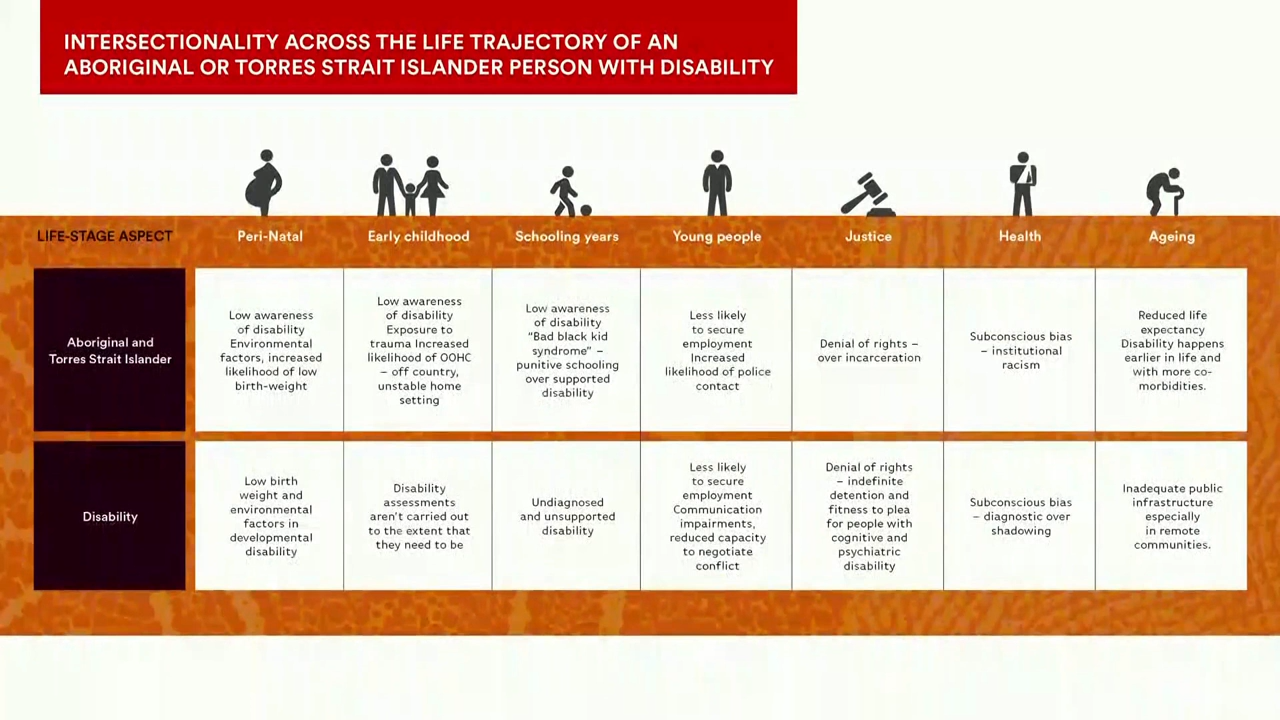 INTERSECTIONALITY ACROSS THE LIFE TRAJECTORY OF AN
ABORIGINAL OR TORRES STRAIT ISLANDER PERSON WITH DISABILITY
LIFE-STAGE ASPECT
Peri-Natal
Early childhood
Schooling years
Young people
Justice
Health
Ageing
Aboriginal and
Torres Strait Islander
Low awareness
of disability
Environmental
factors, increased
likelihood of low
birth-weight
Low awareness
of disability
Exposure to
trauma Increased
likelihood of OOHC
– off country,
unstable home
setting
Low awareness
of disability
“Bad black kid
syndrome” –
punitive schooling
over supported
disability
Less likely
to secure
employment
Increased
likelihood of police
contact
Denial of rights –
over incarceration
Subconscious bias
– institutional
racism
Reduced life
expectancy
Disability happens
earlier in life and
with more co-
morbidities.
Disability
Low birth
weight and
environmental
factors in
developmental
disability
Disability
assessments
aren't carried out
to the extent that
they need to be
Undiagnosed
and unsupported
disability
Less likely
to secure
employment
Communication
impairments,
reduced capacity
to negotiate
conflict
Denial of rights
– indefinite
detention and
fitness to plea
for people with
cognitive and
psychiatric
disability
Subconscious bias
– diagnostic over
shadowing
Inadequate public
infrastructure
especially
in remote
communities.